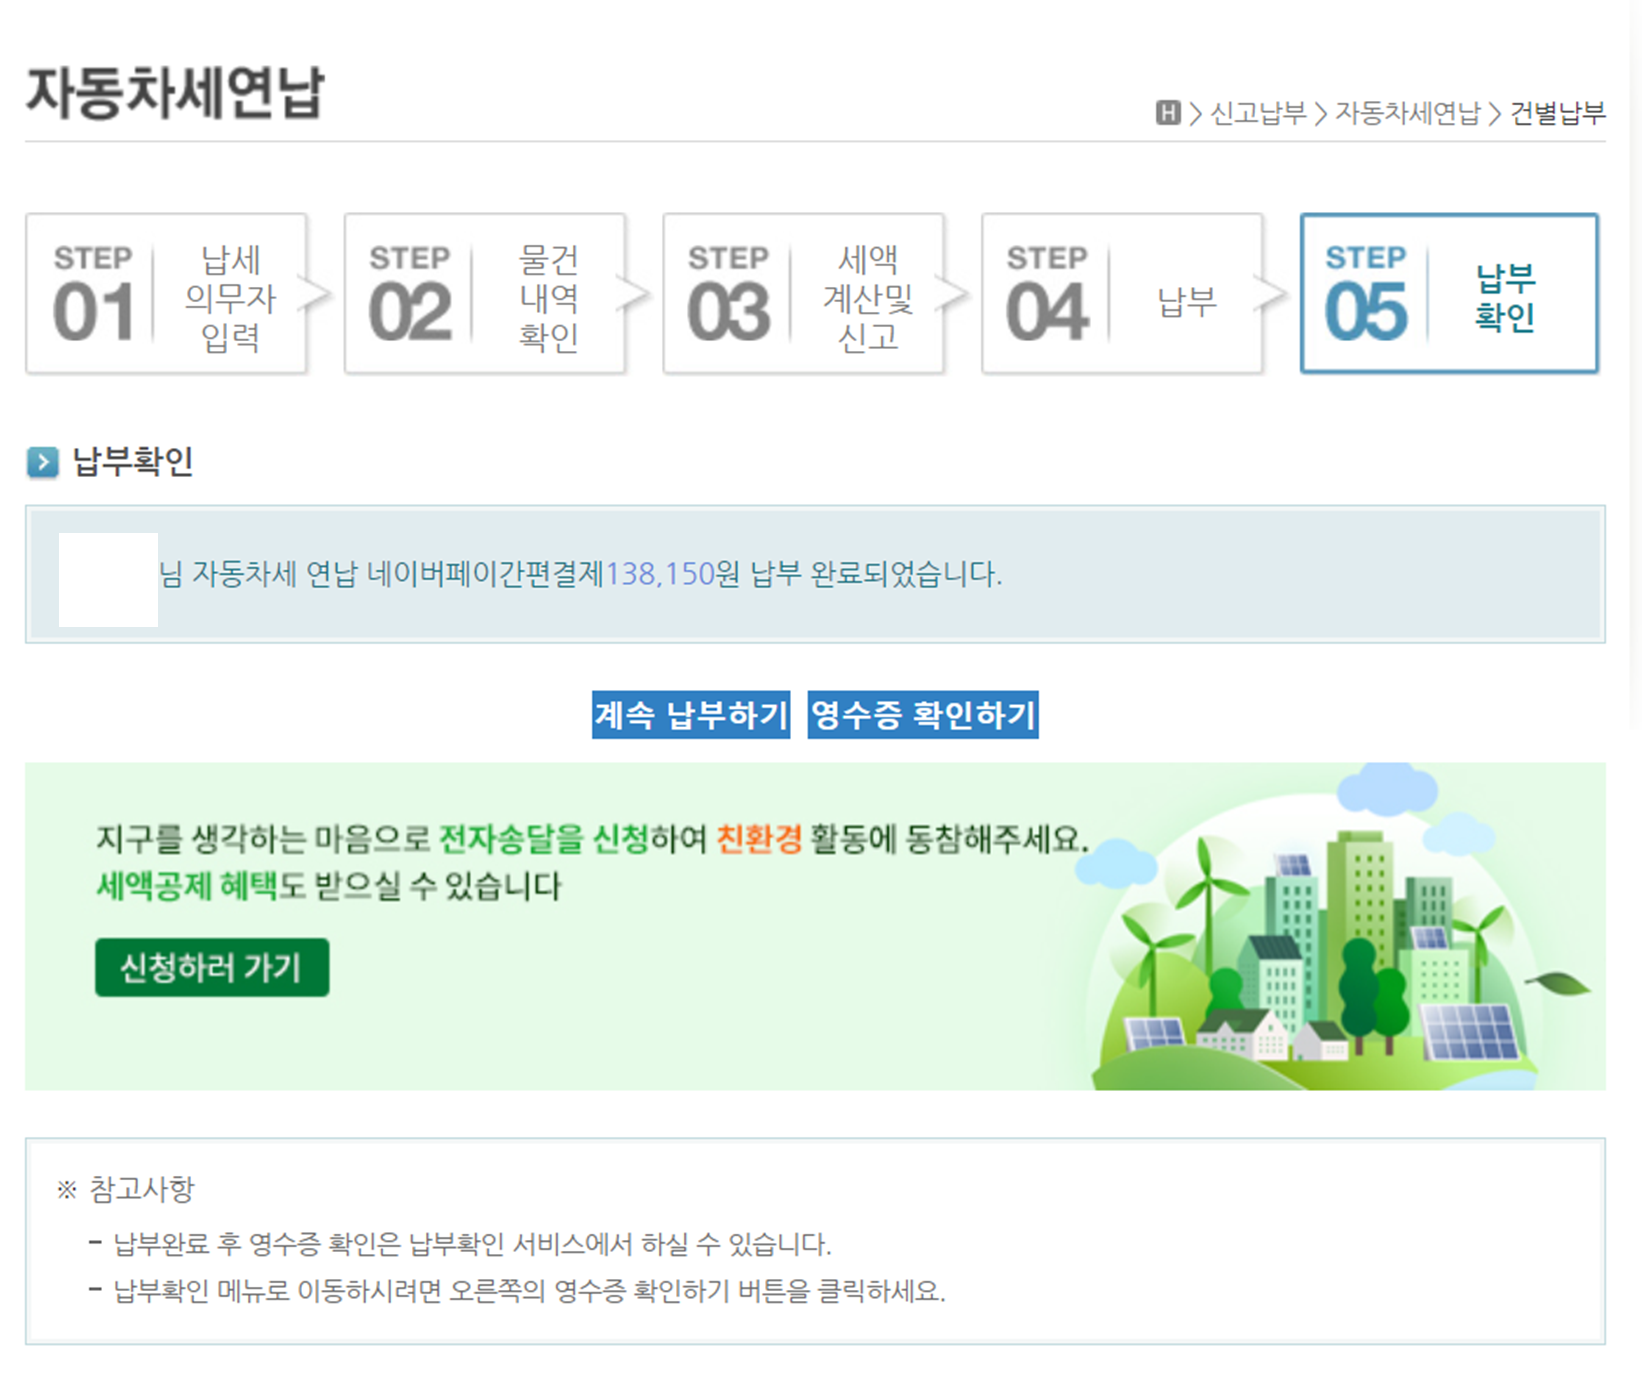 자동차세연납
H > 신고납부 > 자동차세연납 > 건별납부
STEP 01 납세 의무자 입력
STEP 02 물건 내역 확인
STEP 03 세액 계산및 신고
STEP 04 납부
STEP 05 납부 확인
납부확인
님 자동차세 연납 네이버페이간편결제138,150원 납부 완료되었습니다.
계속 납부하기 영수증 확인하기
지구를 생각하는 마음으로 전자송달을 신청하여 친환경 활동에 동참해주세요.
세액공제 혜택도 받으실 수 있습니다
신청하러 가기
※ 참고사항
- 납부완료 후 영수증 확인은 납부확인 서비스에서 하실 수 있습니다.
- 납부확인 메뉴로 이동하시려면 오른쪽의 영수증 확인하기 버튼을 클릭하세요.